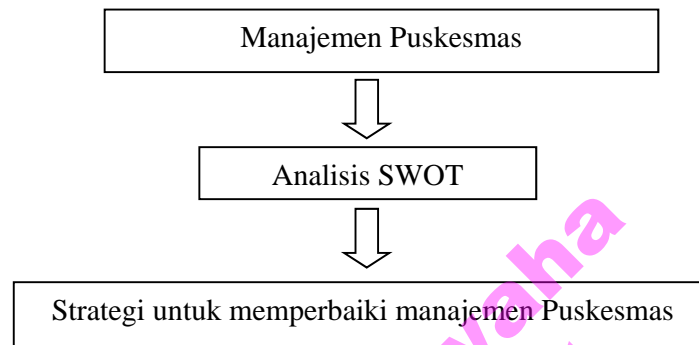 Manajemen Puskesmas
Analisis SWOT
Strategi untuk memperbaiki manajemen Puskesmas